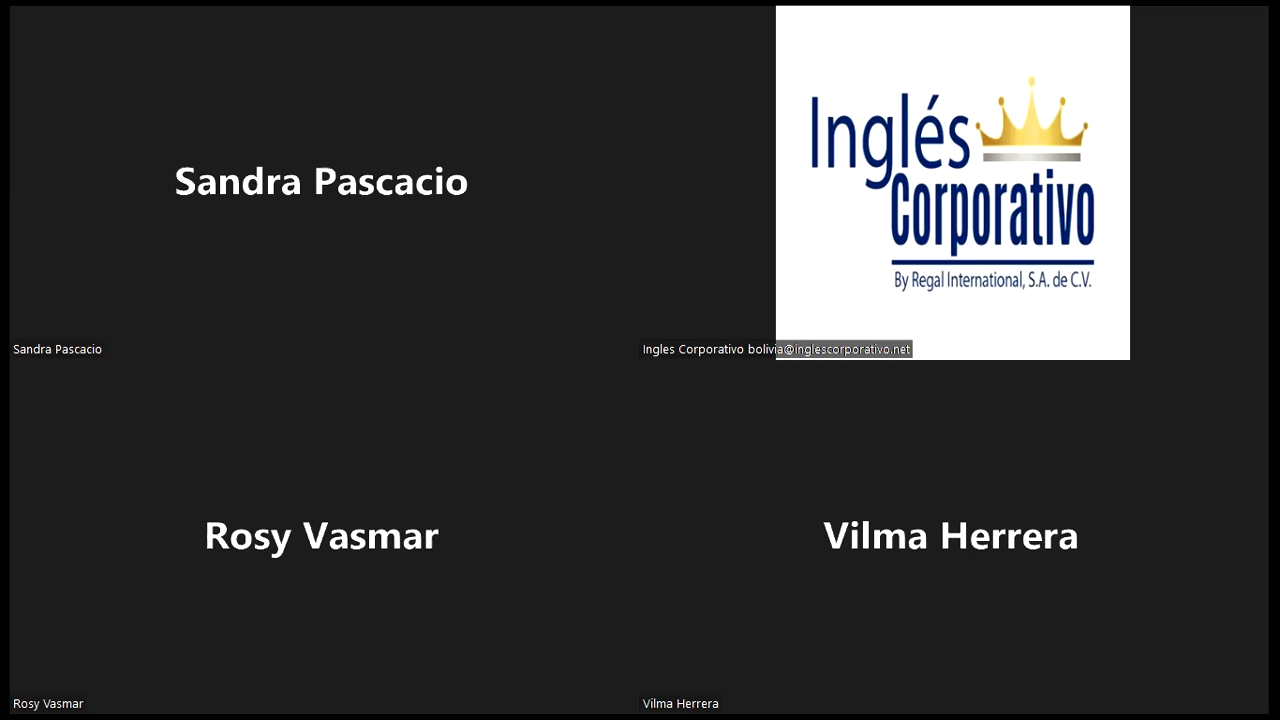 Sandra Pascacio
Inglés
Corporativo
By Regal International, S.A. de C.V.
Sandra Pascacio
Ingles Corporativo bolivia@inglescorporativo.net
Rosy Vasmar
Vilma Herrera
Rosy Vasmar
Vilma Herrera